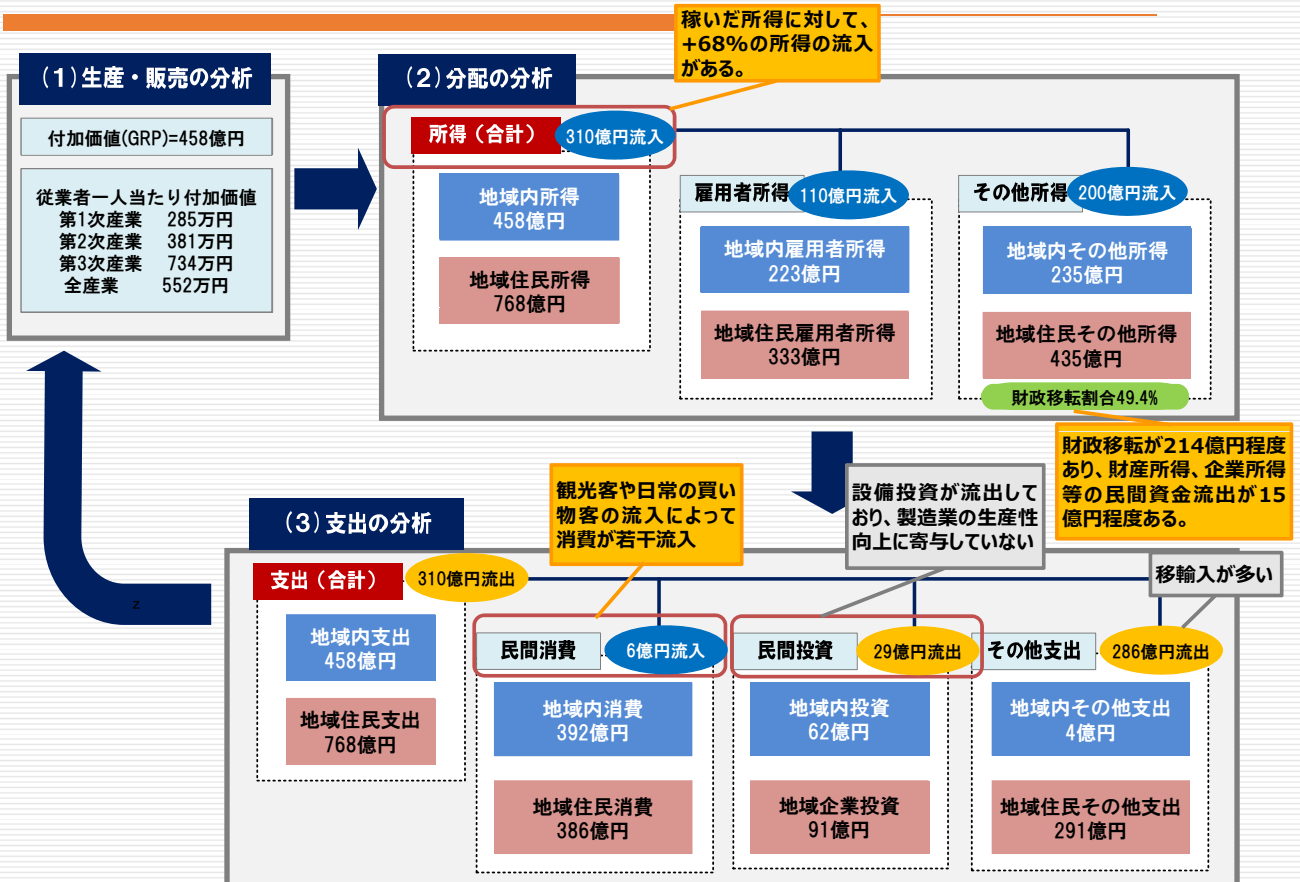 稼いだ所得に対して、
+68%の所得の流入
がある。
(1)生産・販売の分析
付加価値(GRP)=458億円
従業者一人当たり付加価値
第1次産業 285万円
第2次産業 381万円
第3次産業 734万円
全産業 552万円
(2)分配の分析
所得(合計)
310億円流入
地域内所得
458億円
地域住民所得
768億円
雇用者所得
110億円流入
地域内雇用者所得
223億円
地域住民雇用者所得
333億円
その他所得
200億円流入
地域内その他所得
235億円
地域住民その他所得
435億円
財政移転割合49.4%
財政移転が214億円程度
あり、財産所得、企業所得
等の民間資金流出が15
億円程度ある。
観光客や日常の買い
物客の流入によって
消費が若干流入
設備投資が流出して
おり、製造業の生産性
向上に寄与していない
移輸入が多い
(3)支出の分析
支出(合計)
310億円流出
地域内支出
458億円
地域住民支出
768億円
民間消費
6億円流入
地域内消費
392億円
地域住民消費
386億円
民間投資
29億円流出
地域内投資
62億円
地域企業投資
91億円
その他支出
286億円流出
地域内その他支出
4億円
地域住民その他支出
291億円
z